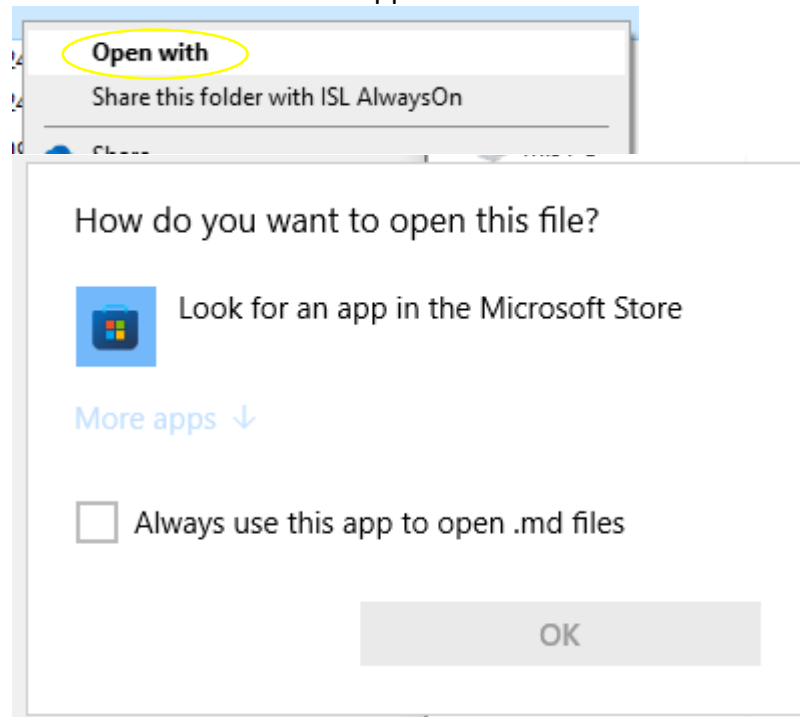 Open with
Share this folder with ISL AlwaysOn
Share
How do you want to open this file?
Look for an app in the Microsoft Store
More apps ↓
Always use this app to open .md files
OK